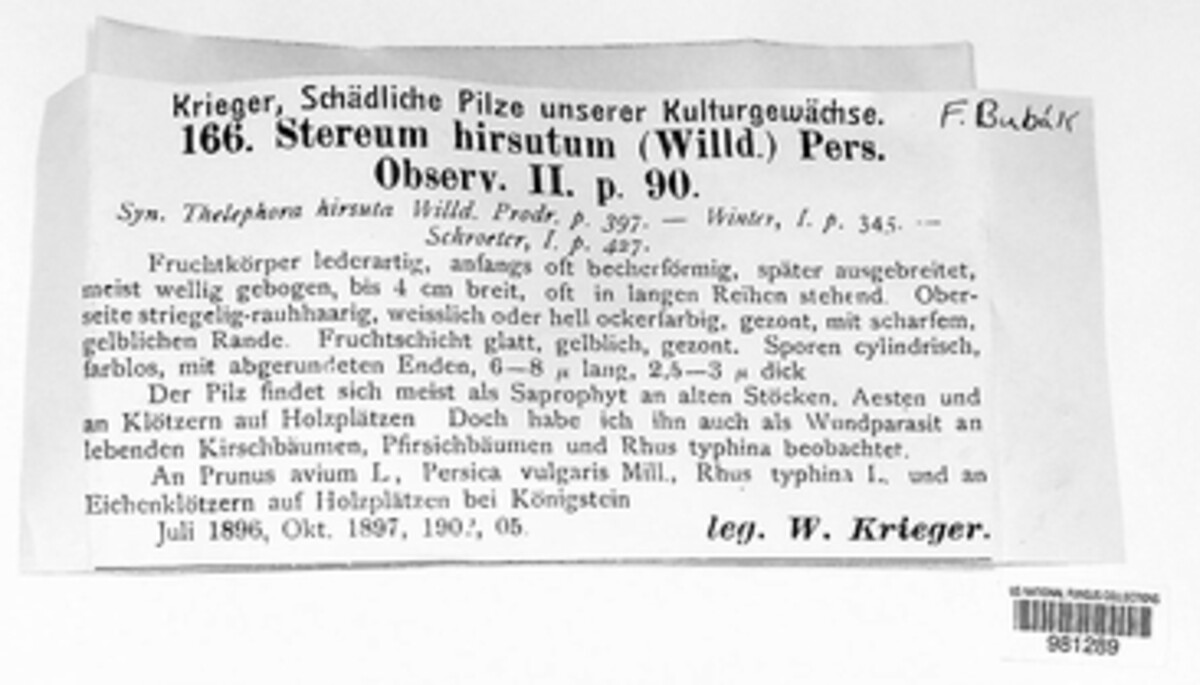 Krieger, Schädliche Pilze unserer Kulturgewächse.
F. Bubák
166. Stereum hirsutum (Willd.) Pers.
Observ. II. p. 90.
Syn. Thelephora hirsuta Willd. Prodr. p. 397. — Winter, I. p. 345. —
Schroeter, I. p. 427.
Fruchtkörper lederartig, anfangs oft becherförmig, später ausgebreitet,
meist wellig gebogen, bis 4 cm breit, oft in langen Reihen stehend. Ober-
seite striegelig-rauhhaarig, weisslich oder hell ockerfarbig, gezont, mit scharfem,
gelblichen Rande. Fruchtschicht glatt, gelblich, gezont. Sporen cylindrisch,
farblos, mit abgerundeten Enden, 6—8 µ lang, 2,5—3 µ dick
Der Pilz findet sich meist als Saprophyt an alten Stöcken, Aesten und
an Klötzern auf Holzplätzen Doch habe ich ihn auch als Wundparasit an
lebenden Kirschbäumen, Pfirsichbäumen und Rhus typhina beobachtet.
An Prunus avium L., Persica vulgaris Mill., Rhus typhina L. und an
Eichenklötzern auf Holzplätzen bei Königstein
Juli 1896, Okt. 1897, 05.
leg. W. Krieger.
US NATIONAL FUNGUS COLLECTIONS
981289